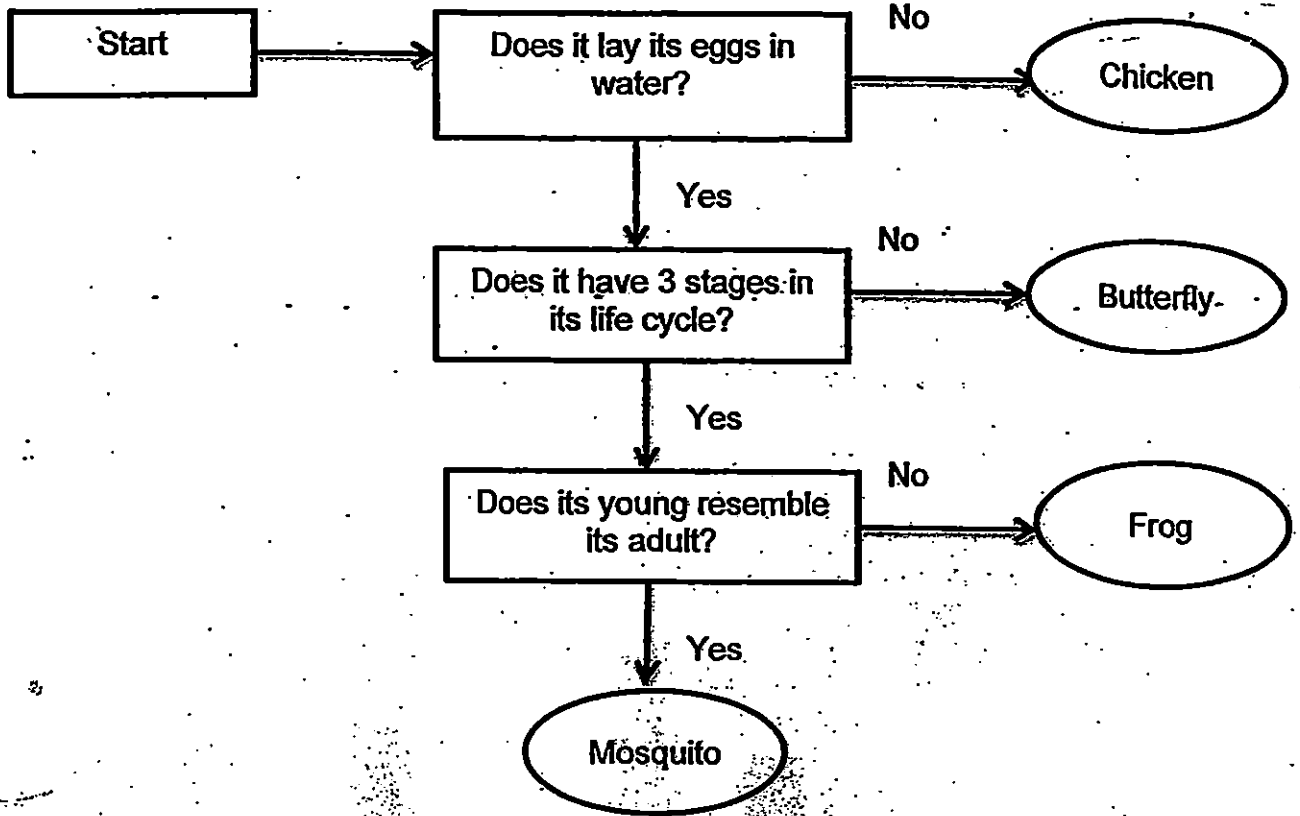 Start
Does it lay its eggs in
water?
No
Chicken
Yes
Does it have 3 stages in
its life cycle?
No
Butterfly
Yes
Does its young resemble
its adult?
No
Frog
Yes
Mosquito